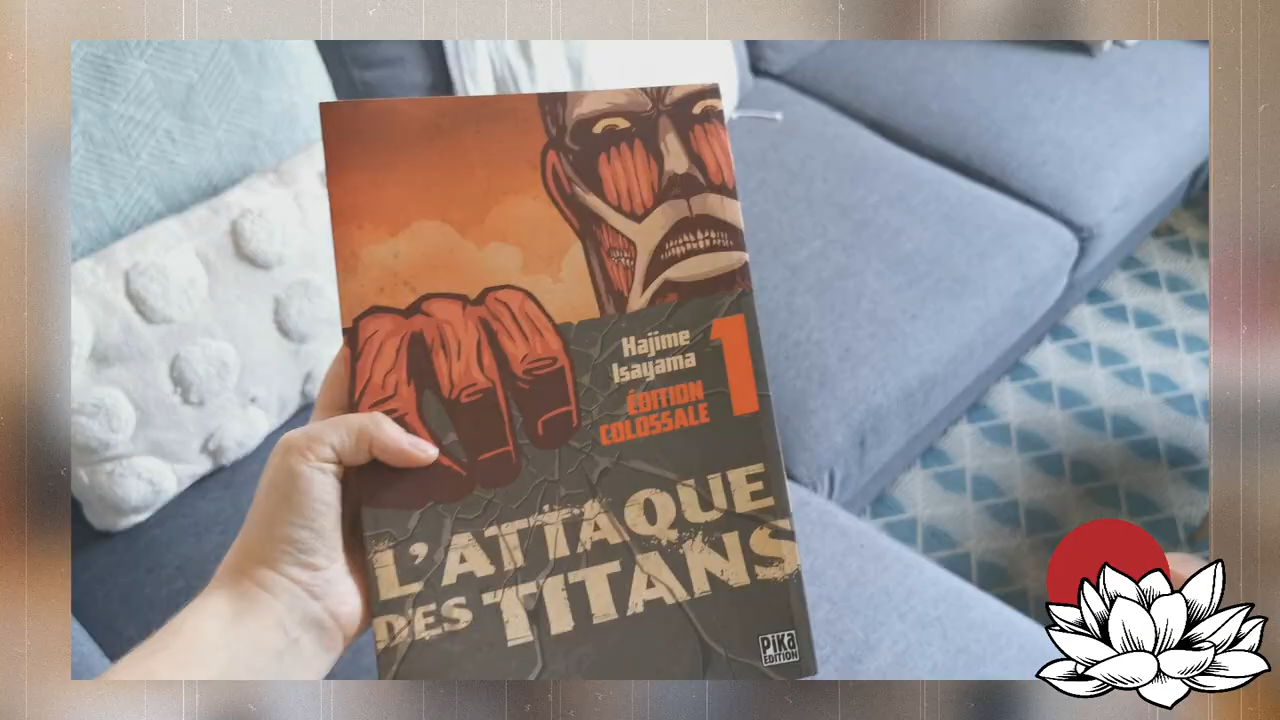 Hajime
Isayama
1
ÉDITION
COLOSSALE
L'ATTAQUE
DES TITANS
PiKa
EDITION